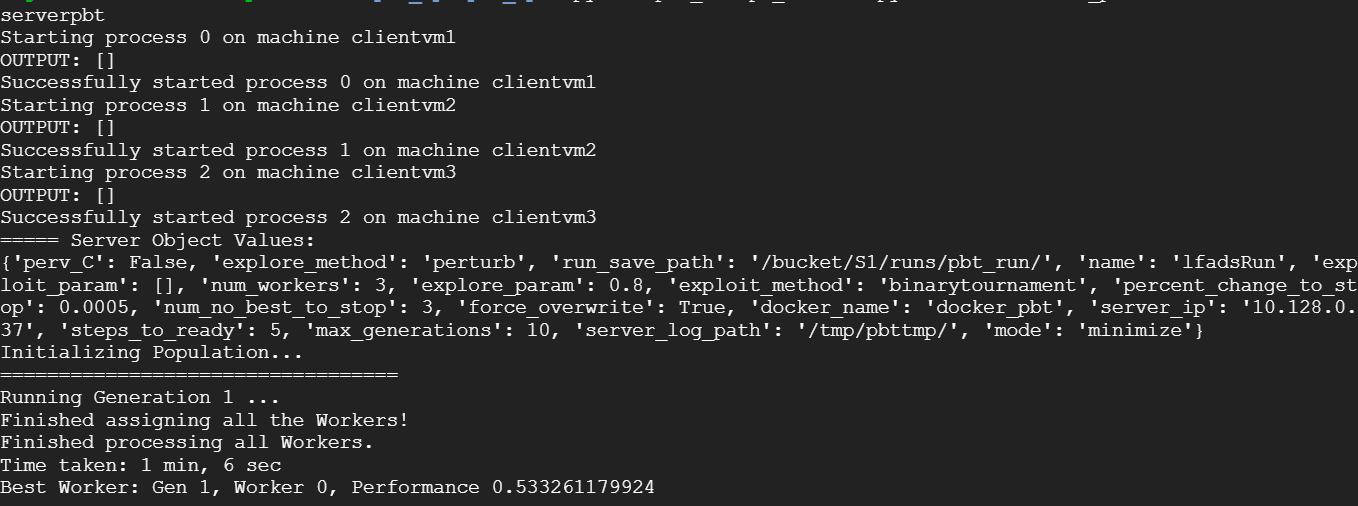 serverpbt
Starting process 0 on machine clientvm1
OUTPUT: []
Successfully started process 0 on machine clientvm1
Starting process 1 on machine clientvm2
OUTPUT: []
Successfully started process 1 on machine clientvm2
Starting process 2 on machine clientvm3
OUTPUT: []
Successfully started process 2 on machine clientvm3
===== Server Object Values:
{'perv_C': False, 'explore_method': 'perturb', 'run_save_path': '/bucket/S1/runs/pbt_run/', 'name': 'lfadsRun', 'exp
loit_param': [], 'num_workers': 3, 'explore_param': 0.8, 'exploit_method': 'binarytournament', 'percent_change_to_st
op': 0.0005, 'num_no_best_to_stop': 3, 'force_overwrite': True, 'docker_name': 'docker_pbt', 'server_ip': '10.128.0.
37', 'steps_to_ready': 5, 'max_generations': 10, 'server_log_path': '/tmp/pbttmp/', 'mode': 'minimize'}
Initializing Population...
==================================
Running Generation 1 ...
Finished assigning all the Workers!
Finished processing all Workers.
Time taken: 1 min, 6 sec
Best Worker: Gen 1, Worker 0, Performance 0.533261179924